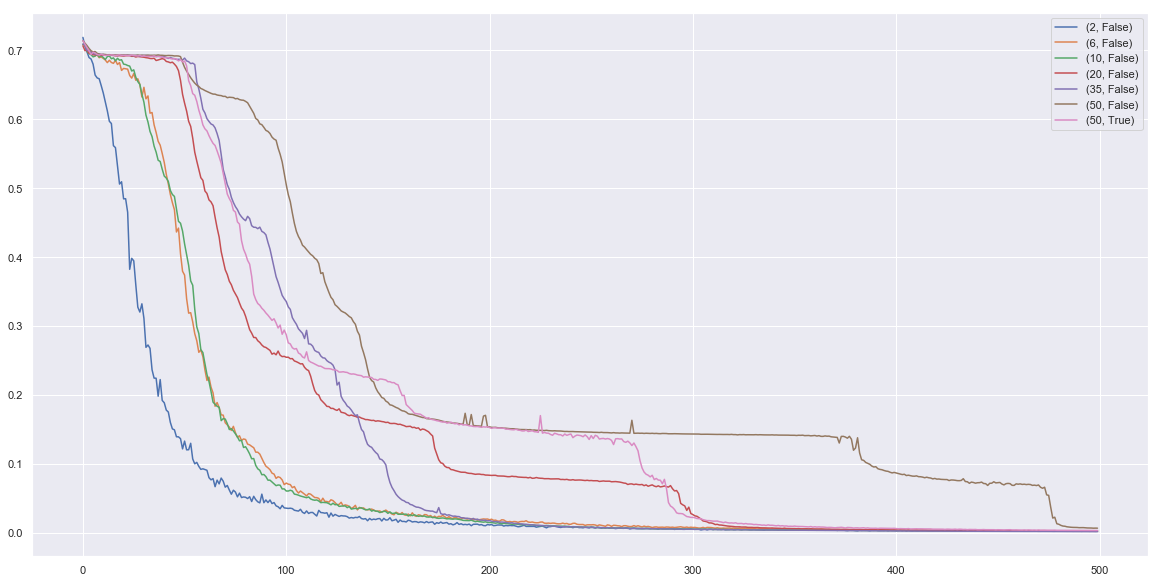 (2, False)
(6, False)
(10, False)
(20, False)
(35, False)
(50, False)
(50, True)
0.7
0.6
0.5
0.4
0.3
0.2
0.1
0.0
0 100 200 300 400 500